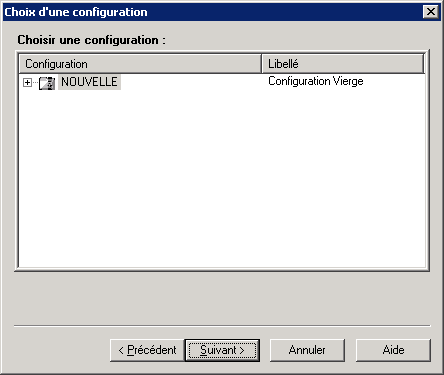 Choix d'une configuration
Choisir une configuration :
Configuration Libellé
NOUVELLE Configuration Vierge
< Précédent Suivant > Annuler Aide